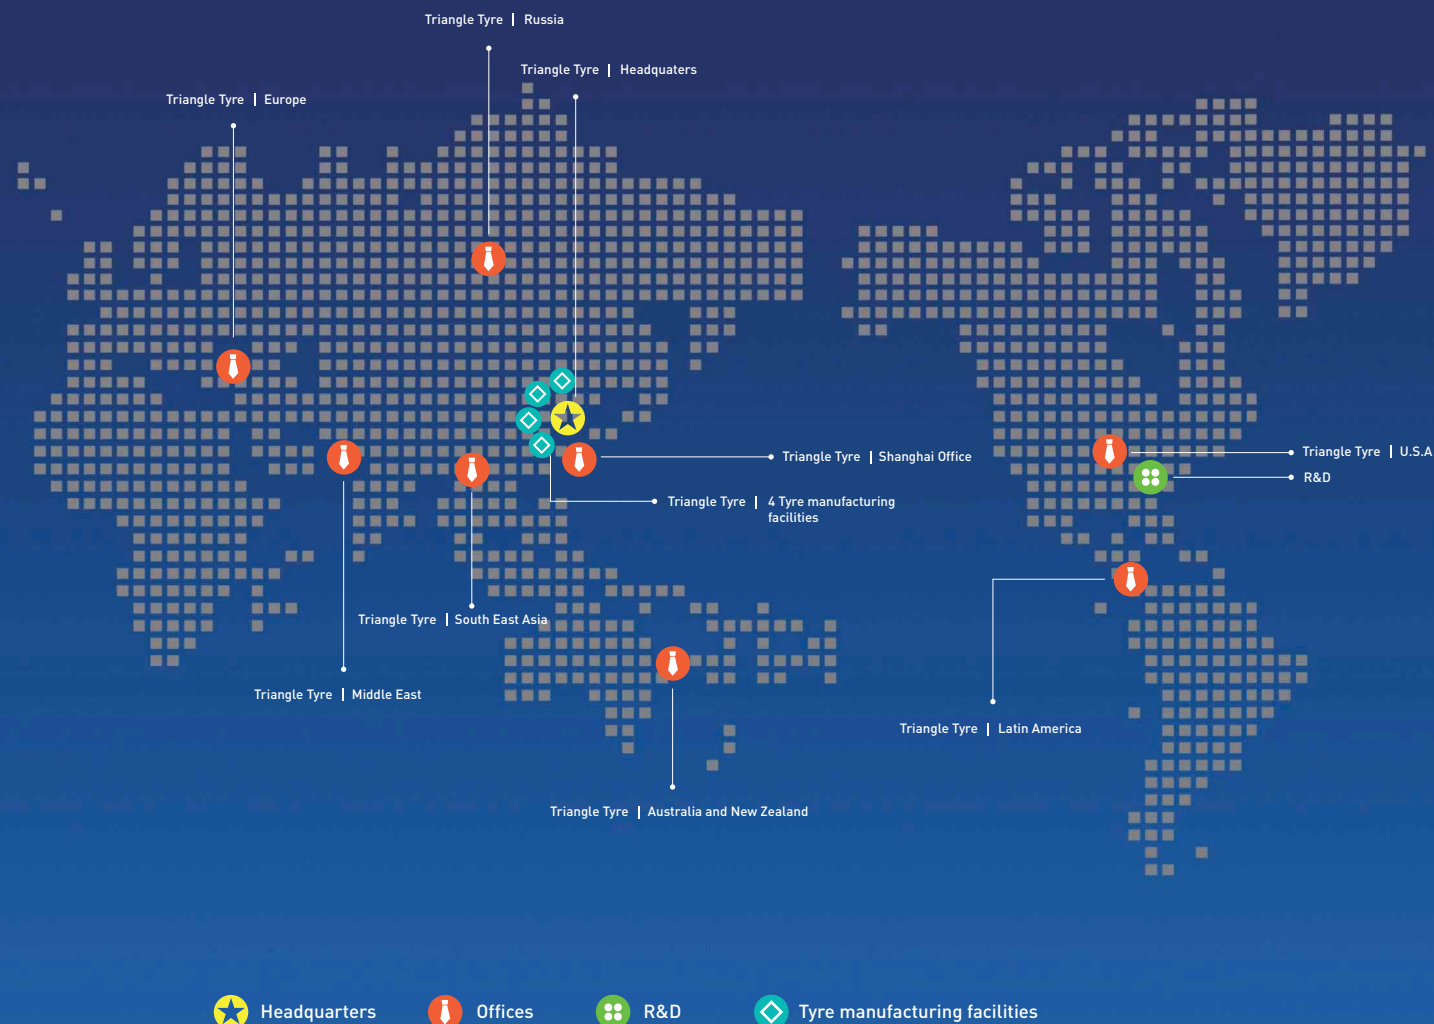 Triangle Tyre | Russia
Triangle Tyre | Headquaters
Triangle Tyre | Europe
Triangle Tyre | U.S.A
Triangle Tyre | Shanghai Office
R&D
Triangle Tyre | 4 Tyre manufacturing
facilities
Triangle Tyre | South East Asia
Triangle Tyre | Middle East
Triangle Tyre | Latin America
Triangle Tyre | Australia and New Zealand
Headquarters
Offices
R&D
Tyre manufacturing facilities